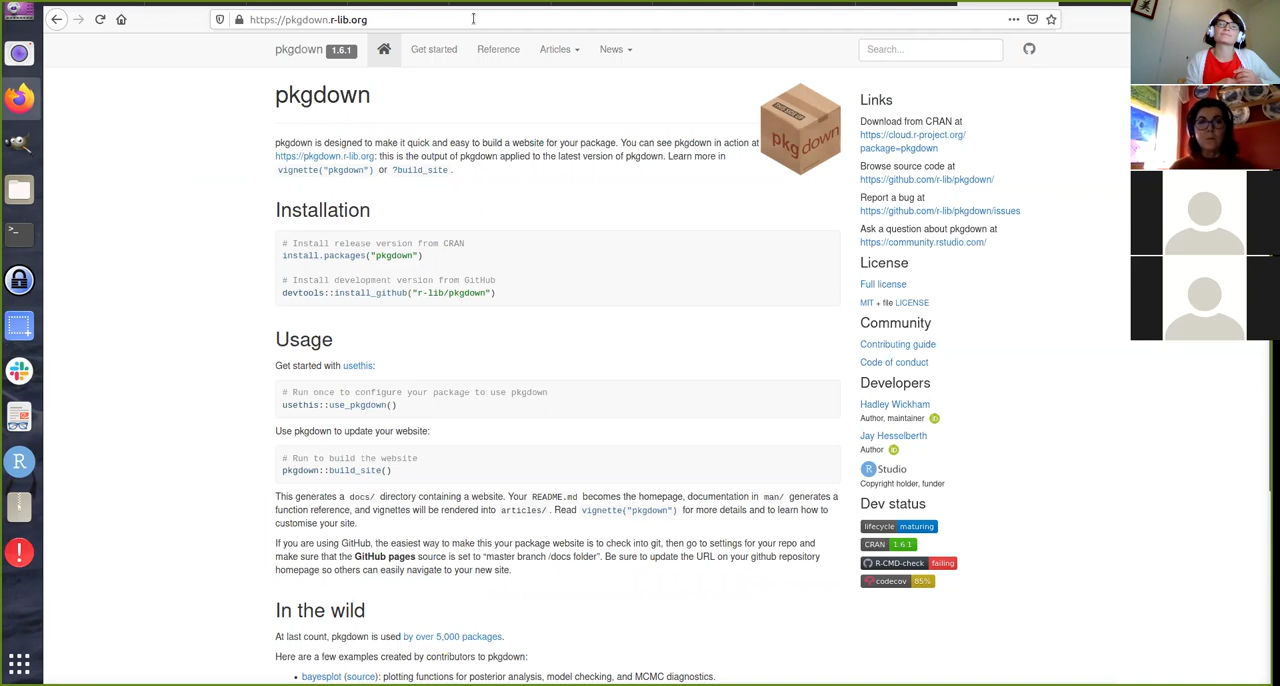 https://pkgdown.r-lib.org
pkgdown 1.6.1 Get started Reference Articles News Search...
pkgdown
pkgdown
pkgdown is designed to make it quick and easy to build a website for your package. You can see pkgdown in action at
https://pkgdown.r-lib.org: this is the output of pkgdown applied to the latest version of pkgdown. Learn more in
vignette("pkgdown") or ?build_site.
Installation
# Install release version from CRAN
install.packages("pkgdown")
# Install development version from GitHub
devtools::install_github("r-lib/pkgdown")
Usage
Get started with usethis:
# Run once to configure your package to use pkgdown
usethis::use_pkgdown()
Use pkgdown to update your website:
# Run to build the website
pkgdown::build_site()
This generates a docs/ directory containing a website. Your README.md becomes the homepage, documentation in man/ generates a
function reference, and vignettes will be rendered into articles/. Read vignette("pkgdown") for more details and to learn how to
customise your site.
If you are using GitHub, the easiest way to make this your package website is to check into git, then go to settings for your repo and
make sure that the GitHub pages source is set to “master branch /docs folder”. Be sure to update the URL on your github repository
homepage so others can easily navigate to your new site.
In the wild
At last count, pkgdown is used by over 5,000 packages.
Here are a few examples created by contributors to pkgdown:
• bayesplot (source): plotting functions for posterior analysis, model checking, and MCMC diagnostics.
Links
Download from CRAN at
https://cloud.r-project.org/
package=pkgdown
Browse source code at
https://github.com/r-lib/pkgdown/
Report a bug at
https://github.com/r-lib/pkgdown/issues
Ask a question about pkgdown at
https://community.rstudio.com/
License
Full license
MIT + file LICENSE
Community
Contributing guide
Code of conduct
Developers
Hadley Wickham
Author, maintainer iD
Jay Hesselberth
Author iD
R Studio
Copyright holder, funder
Dev status
lifecycle maturing
CRAN 1.6.1
R-CMD-check failing
codecov 85%
>_
R